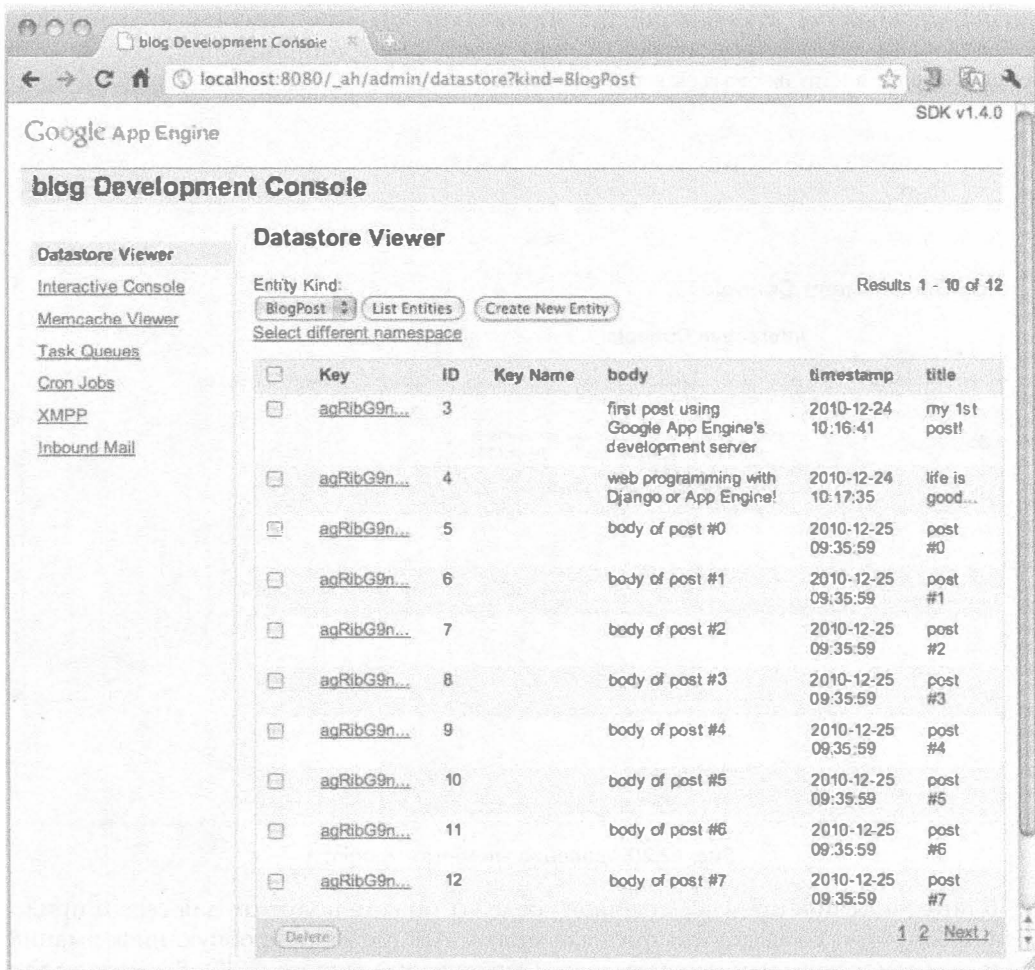 blog Development Console
localhost:8080/_ah/admin/datastore?kind=BlogPost
SDK v1.4.0
Google App Engine
blog Development Console
Datastore Viewer
Interactive Console
Memcache Viewer
Task Queues
Cron Jobs
XMPP
Inbound Mail
Datastore Viewer
Entity Kind:
Results 1 - 10 of 12
BlogPost List Entities Create New Entity
Select different namespace
Key ID Key Name body timestamp title
agRibG9n... 3 first post using 2010-12-24 my 1st
Google App Engine's 10:16:41 post!
development server
agRibG9n... 4 web programming with 2010-12-24 life is
Django or App Engine! 10:17:35 good...
agRibG9n... 5 body of post #0 2010-12-25 post
09:35:59 #0
agRibG9n... 6 body of post #1 2010-12-25 post
09:35:59 #1
agRibG9n... 7 body of post #2 2010-12-25 post
09:35:59 #2
agRibG9n... 8 body of post #3 2010-12-25 post
09:35:59 #3
agRibG9n... 9 body of post #4 2010-12-25 post
09:35:59 #4
agRibG9n... 10 body of post #5 2010-12-25 post
09:35:59 #5
agRibG9n... 11 body of post #6 2010-12-25 post
09:35:59 #6
agRibG9n... 12 body of post #7 2010-12-25 post
09:35:59 #7
Delete
1 2 Next ›